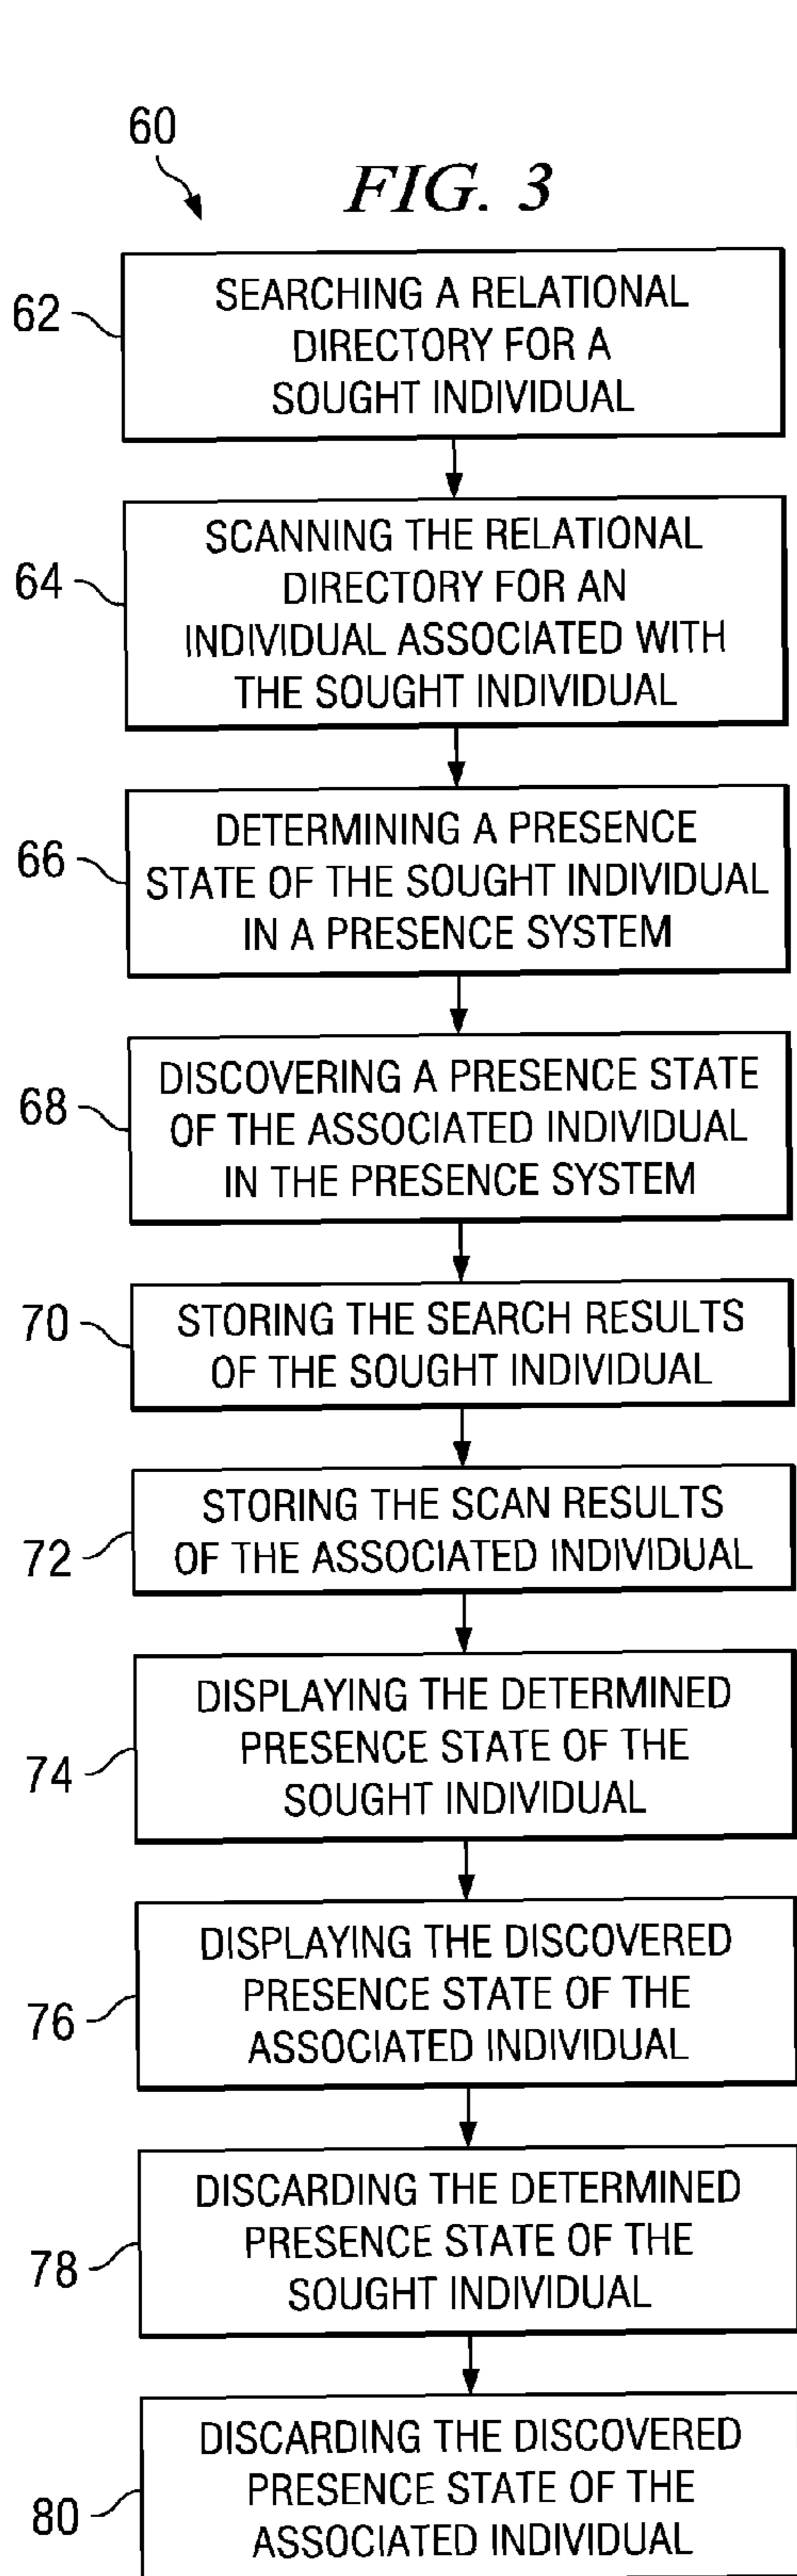 60
FIG. 3
62
SEARCHING A RELATIONAL
DIRECTORY FOR A
SOUGHT INDIVIDUAL
64
SCANNING THE RELATIONAL
DIRECTORY FOR AN
INDIVIDUAL ASSOCIATED WITH
THE SOUGHT INDIVIDUAL
66
DETERMINING A PRESENCE
STATE OF THE SOUGHT INDIVIDUAL
IN A PRESENCE SYSTEM
68
DISCOVERING A PRESENCE STATE
OF THE ASSOCIATED INDIVIDUAL
IN THE PRESENCE SYSTEM
70
STORING THE SEARCH RESULTS
OF THE SOUGHT INDIVIDUAL
72
STORING THE SCAN RESULTS
OF THE ASSOCIATED INDIVIDUAL
74
DISPLAYING THE DETERMINED
PRESENCE STATE OF THE
SOUGHT INDIVIDUAL
76
DISPLAYING THE DISCOVERED
PRESENCE STATE OF THE
ASSOCIATED INDIVIDUAL
78
DISCARDING THE DETERMINED
PRESENCE STATE OF THE
SOUGHT INDIVIDUAL
80
DISCARDING THE DISCOVERED
PRESENCE STATE OF THE
ASSOCIATED INDIVIDUAL